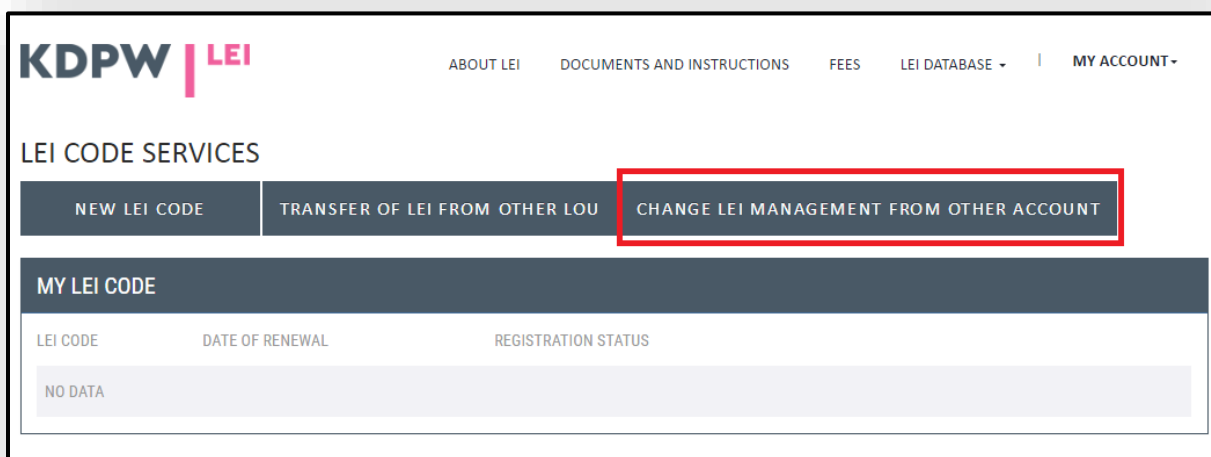 KDPW | LEI
ABOUT LEI DOCUMENTS AND INSTRUCTIONS FEES LEI DATABASE | MY ACCOUNT
LEI CODE SERVICES
NEW LEI CODE TRANSFER OF LEI FROM OTHER LOU CHANGE LEI MANAGEMENT FROM OTHER ACCOUNT
MY LEI CODE
LEI CODE DATE OF RENEWAL REGISTRATION STATUS
NO DATA